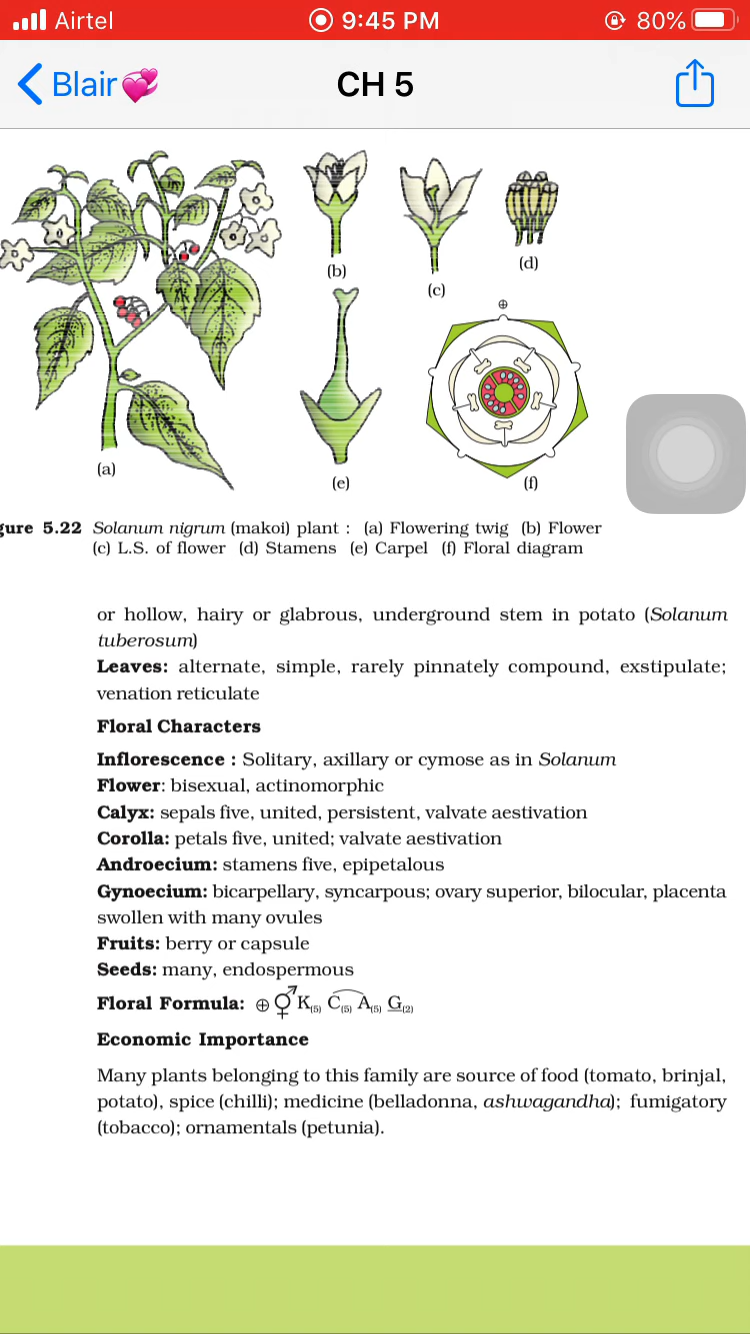 Airtel 9:45 PM 80%
Blair💞 CH 5
(a)
(b)
(c)
(d)
(e)
(f)
gure 5.22 Solanum nigrum (makoi) plant : (a) Flowering twig (b) Flower
(c) L.S. of flower (d) Stamens (e) Carpel (f) Floral diagram
or hollow, hairy or glabrous, underground stem in potato (Solanum
tuberosum)
Leaves: alternate, simple, rarely pinnately compound, exstipulate;
venation reticulate
Floral Characters
Inflorescence : Solitary, axillary or cymose as in Solanum
Flower: bisexual, actinomorphic
Calyx: sepals five, united, persistent, valvate aestivation
Corolla: petals five, united; valvate aestivation
Androecium: stamens five, epipetalous
Gynoecium: bicarpellary, syncarpous; ovary superior, bilocular, placenta
swollen with many ovules
Fruits: berry or capsule
Seeds: many, endospermous
Floral Formula: ⊕ ⚥ K(5) C(5) A(5) G(2)
Economic Importance
Many plants belonging to this family are source of food (tomato, brinjal,
potato), spice (chilli); medicine (belladonna, ashwagandha); fumigatory
(tobacco); ornamentals (petunia).